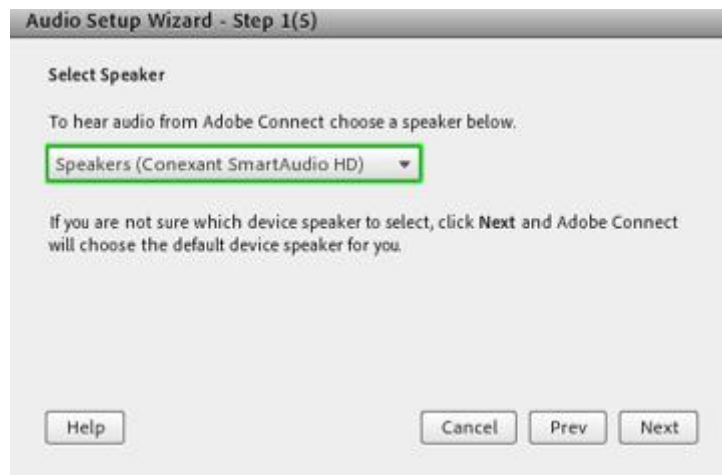 Audio Setup Wizard - Step 1(5)
Select Speaker
To hear audio from Adobe Connect choose a speaker below.
Speakers (Conexant SmartAudio HD)
If you are not sure which device speaker to select, click Next and Adobe Connect
will choose the default device speaker for you.
Help Cancel Prev Next